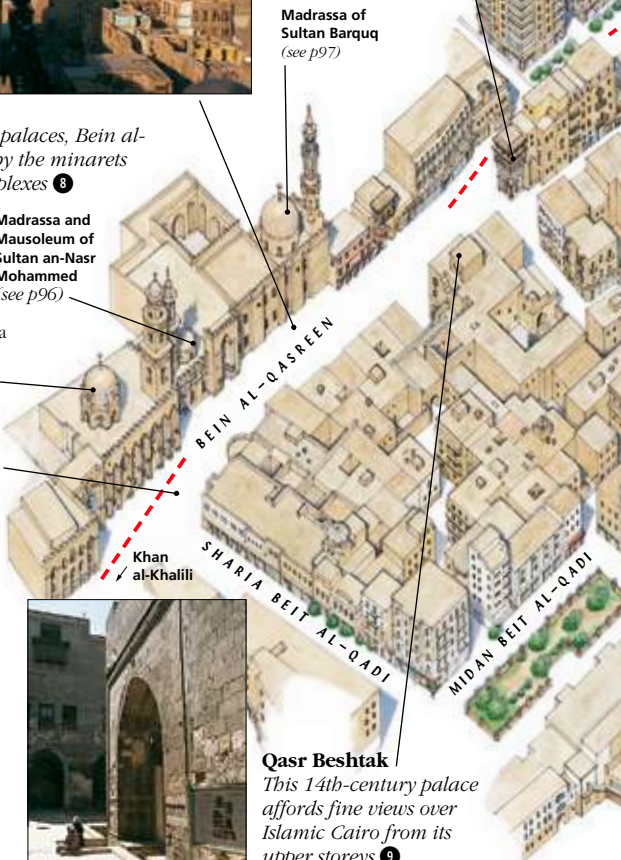 Madrassa of
Sultan Barquq
(see p97)
palaces, Bein al-
by the minarets
plexes 8
Madrassa and
Mausoleum of
Sultan an-Nasr
Mohammed
(see p96)
a
BEIN AL-QASREEN
Khan
al-Khalili
SHARIA BEIT AL-QADI
MIDAN BEIT AL-QADI
Qasr Beshtak
This 14th-century palace
affords fine views over
Islamic Cairo from its
upper storeys 9